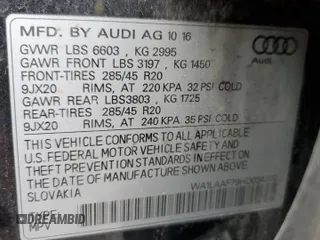 MFD. BY AUDI AG 10 16
GVWR LBS 6603 , KG 2995
GAWR FRONT LBS 3197 , KG 1450
FRONT-TIRES 285/45 R20
9JX20 RIMS, AT 220 KPA 32 PSI COLD
GAWR REAR LBS3803 , KG 1725
REAR-TIRES 285/45 R20
9JX20 RIMS, AT 240 KPA 35 PSI COLD
THIS VEHICLE CONFORMS TO ALL APPLICABLE
U.S. FEDERAL MOTOR VEHICLE SAFETY, BUMPER AND
THEFT PREVENTION STANDARDS IN EFFECT ON
THE DATE OF MANUFACTURE SHOWN ABOVE
SLOVAKIA
MPV
DREAMBID.COM